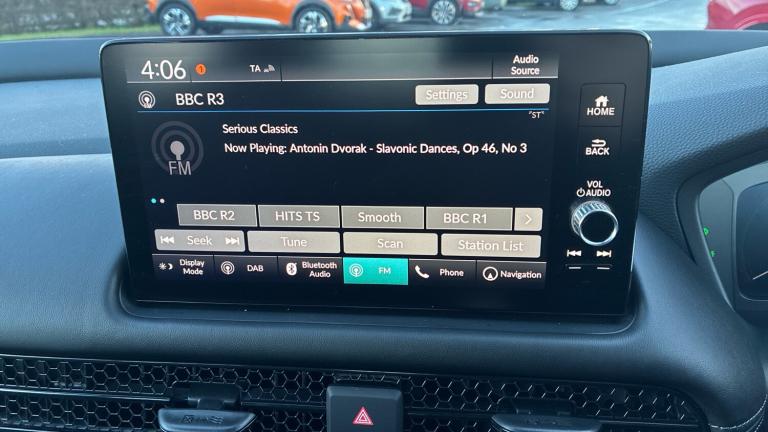 4:06 1 TA Audio Source
BBC R3 Settings Sound
"ST"
Serious Classics
Now Playing: Antonin Dvorak - Slavonic Dances, Op 46, No 3
FM
BBC R2 HITS TS Smooth BBC R1 >
Seek Tune Scan Station List
Display Mode DAB Bluetooth Audio FM Phone Navigation
HOME
BACK
VOL
AUDIO